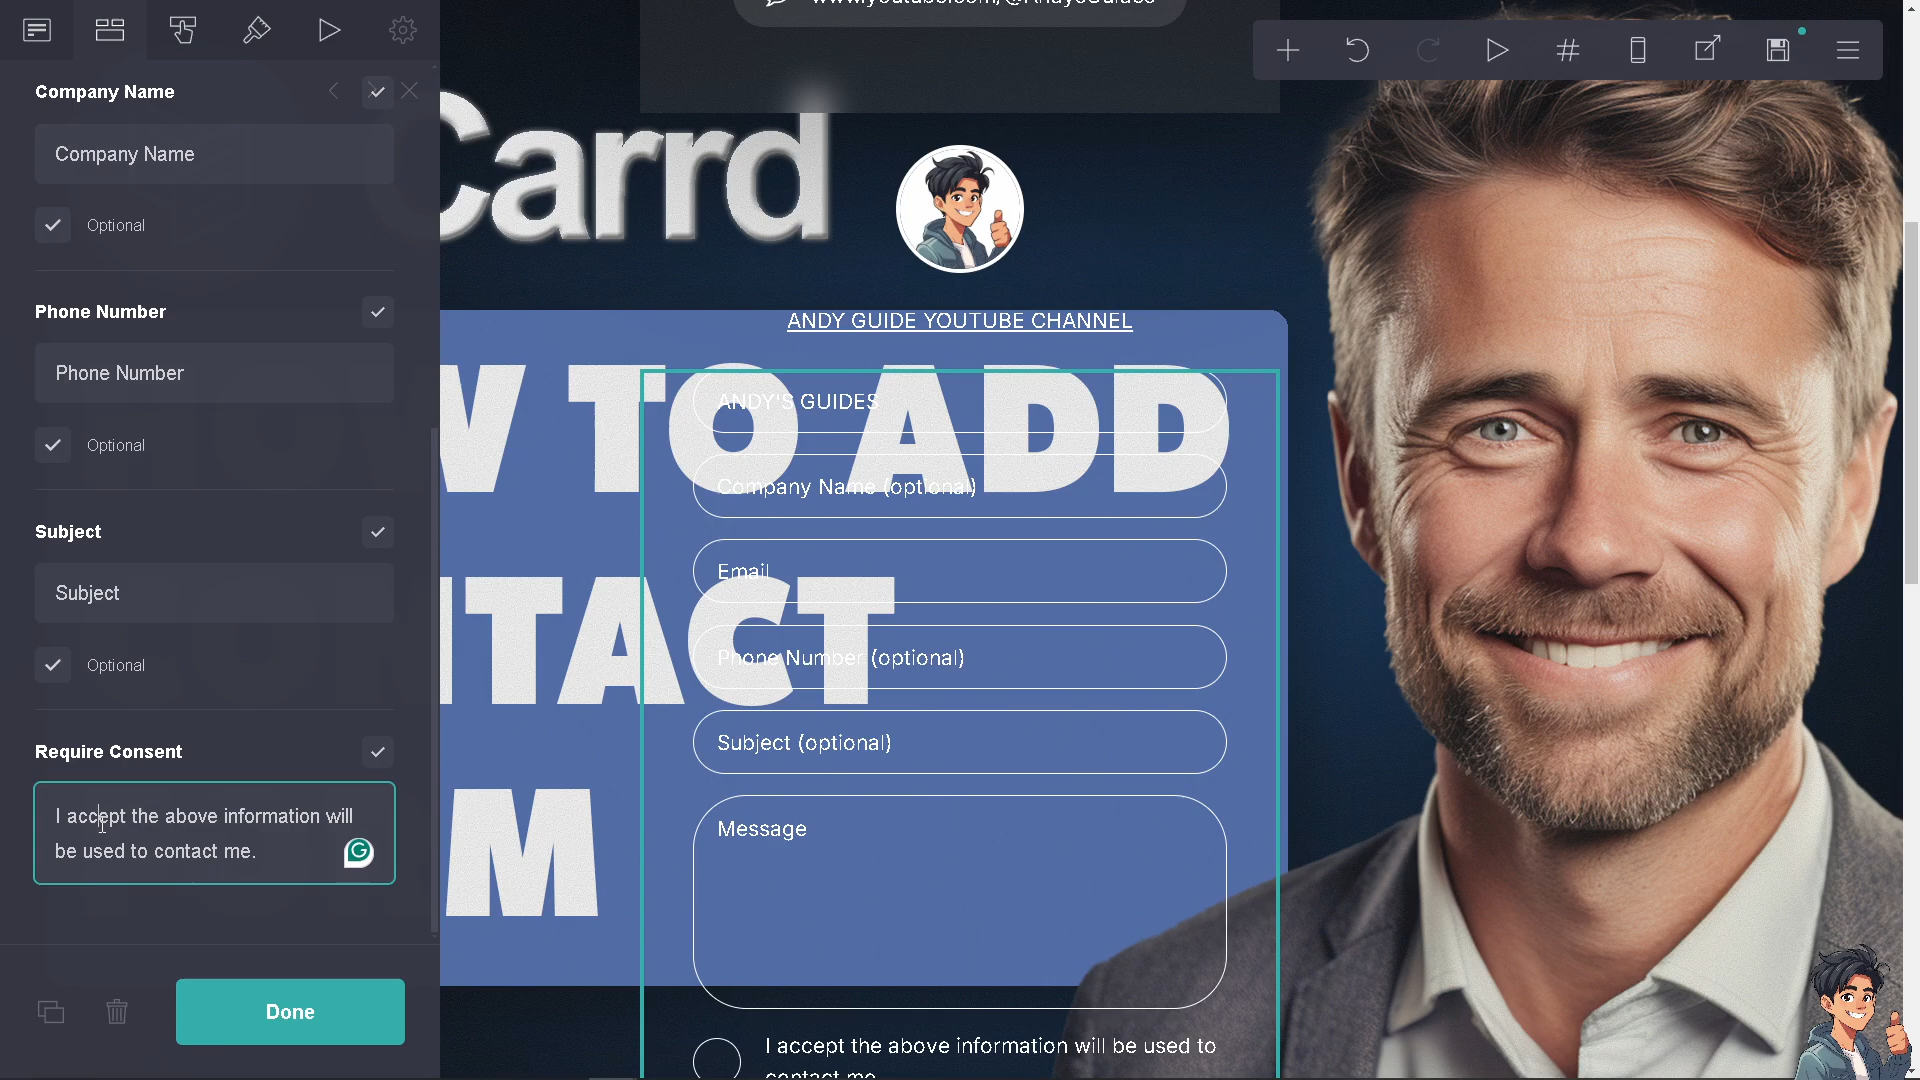 Company Name
Company Name
Optional
Phone Number
Phone Number
Optional
Subject
Subject
Optional
Require Consent
I accept the above information will
be used to contact me.
Done
Carrd
ANDY GUIDE YOUTUBE CHANNEL
TO ADD
ANDY'S GUIDES
Company Name (optional)
Email
Phone Number (optional)
Subject (optional)
Message
I accept the above information will be used to
contact me